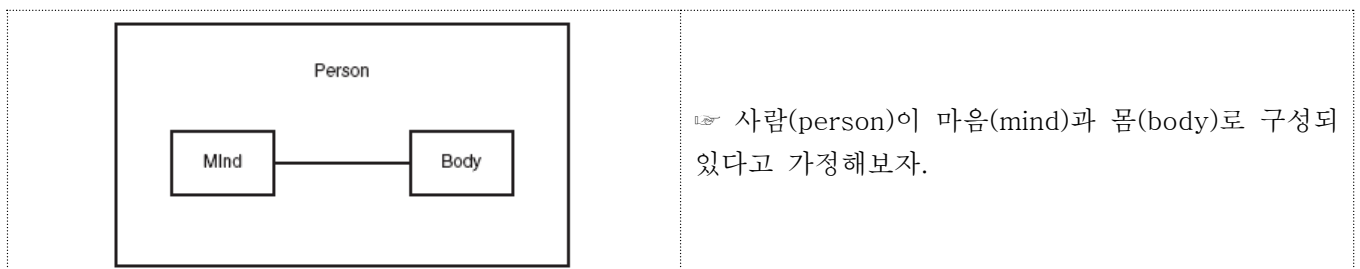 Person
MInd
Body
☞ 사람(person)이 마음(mind)과 몸(body)로 구성되
있다고 가정해보자.